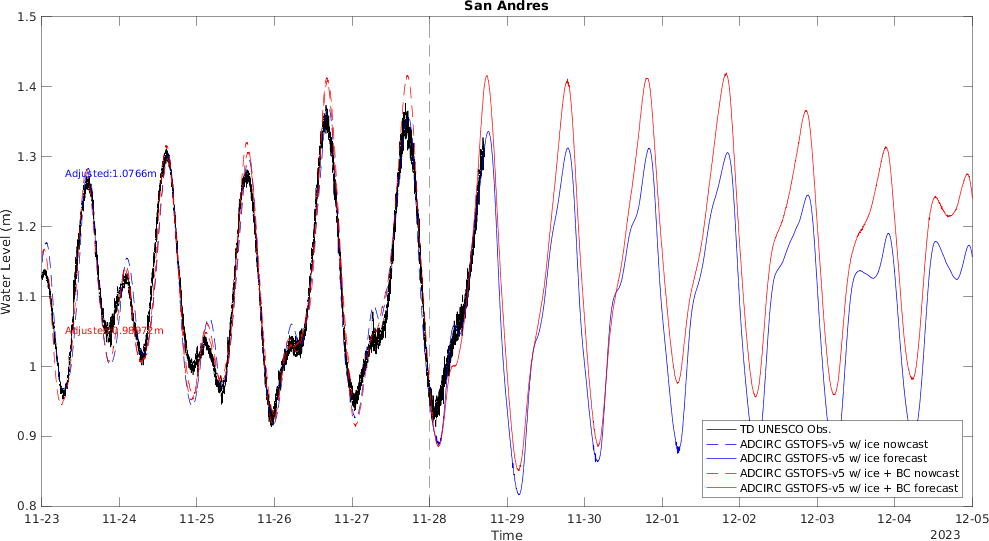 San Andres
1.5
1.4
1.3
1.2
1.1
1
0.9
0.8
Water Level (m)
Adjusted:1.0766m
Adjusted:0.98972m
TD UNESCO Obs.
ADCIRC GSTOFS-v5 w/ ice nowcast
ADCIRC GSTOFS-v5 w/ ice forecast
ADCIRC GSTOFS-v5 w/ ice + BC nowcast
ADCIRC GSTOFS-v5 w/ ice + BC forecast
11-23 11-24 11-25 11-26 11-27 11-28 11-29 11-30 12-01 12-02 12-03 12-04 12-05
Time
2023